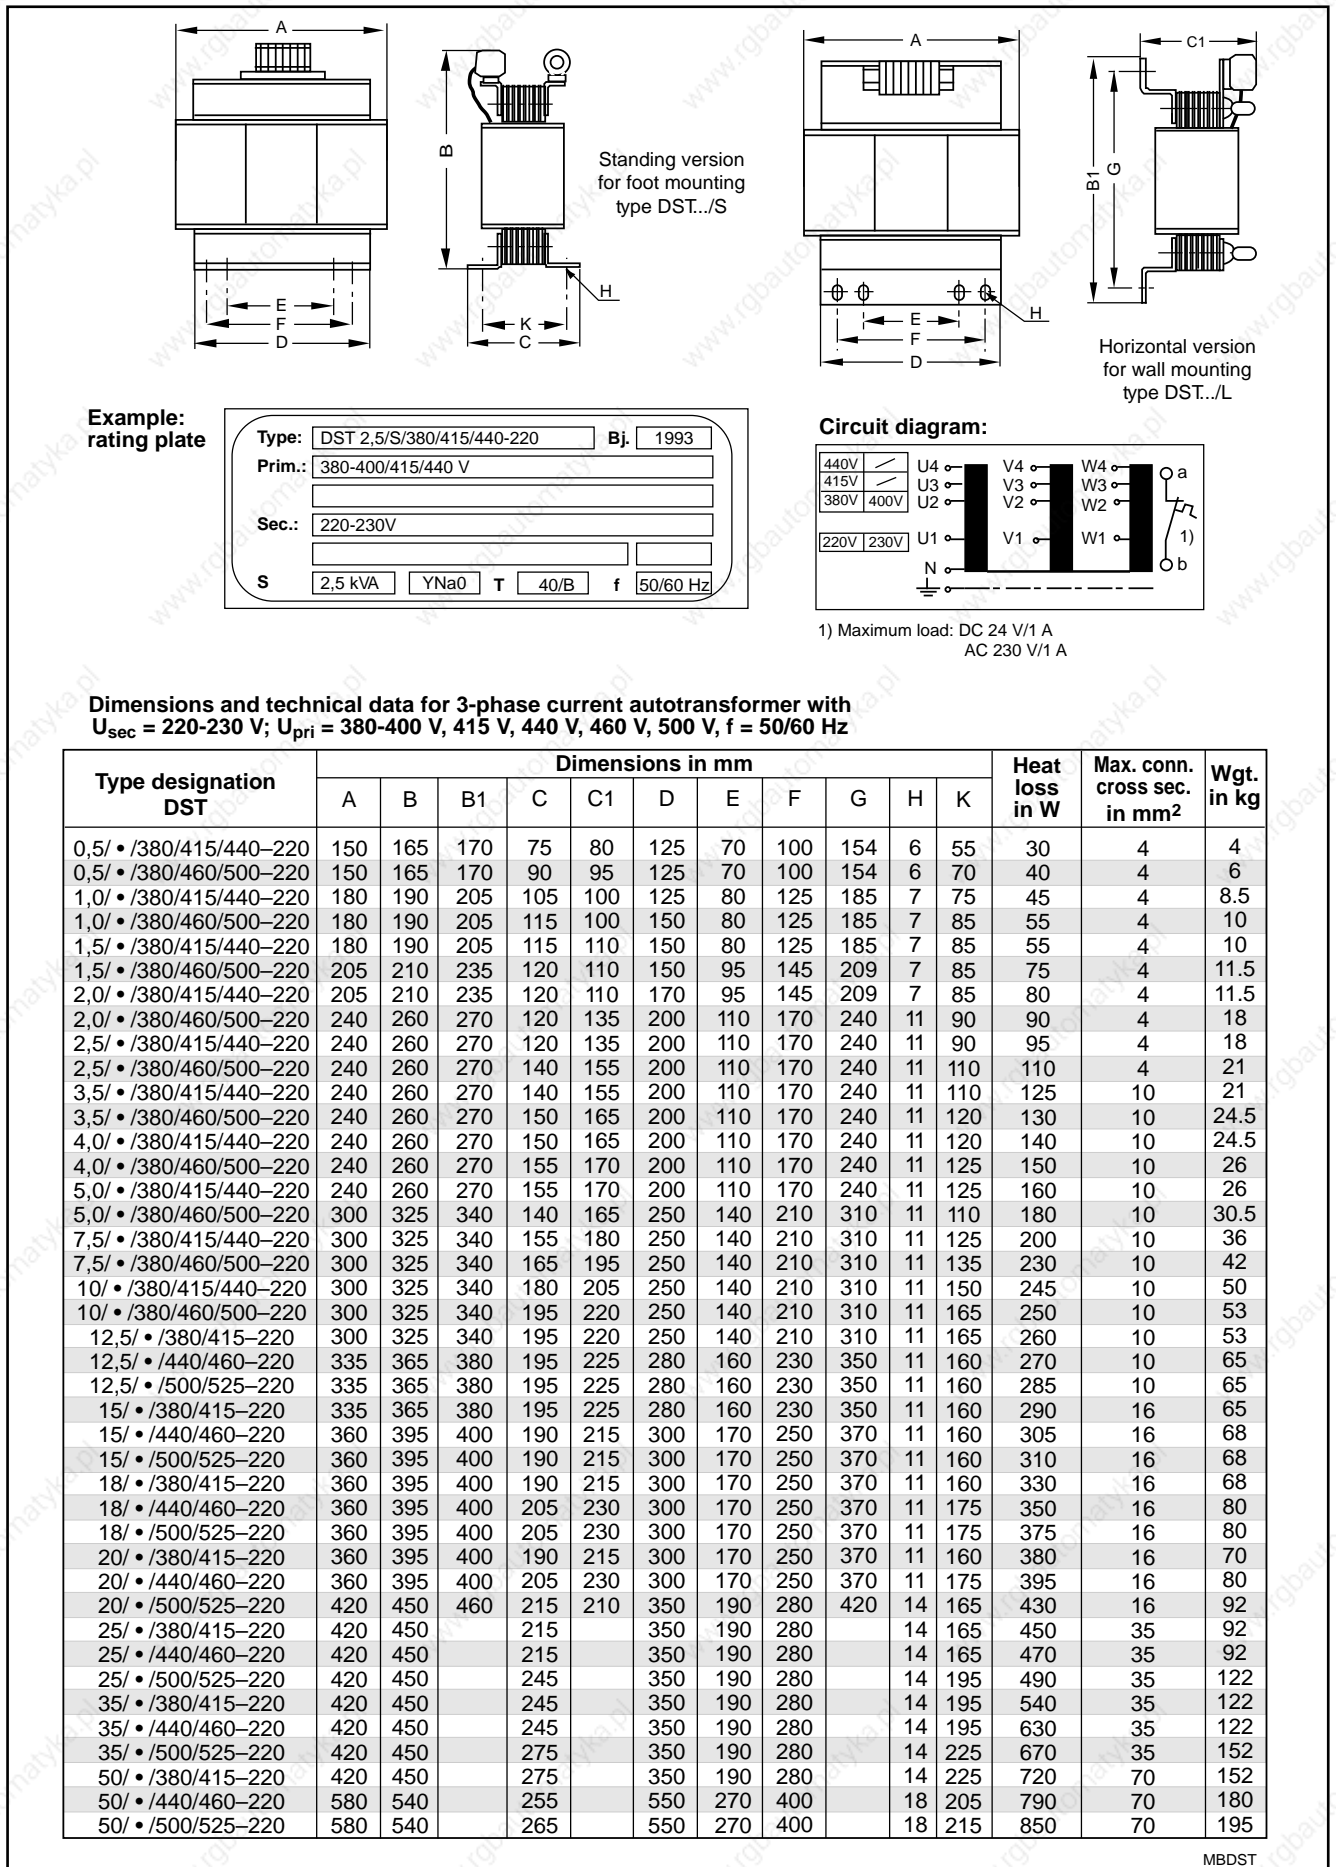 A
B
Standing version
for foot mounting
type DST.../S
E
F
D
K
C
H
A
C1
B1
G
E
F
D
H
Horizontal version
for wall mounting
type DST.../L
Example:
rating plate
Type: DST 2,5/S/380/415/440-220 Bj. 1993
Prim.: 380-400/415/440 V
Sec.: 220-230V
S 2,5 kVA YNa0 T 40/B f 50/60 Hz
Circuit diagram:
440V U4 V4 W4 a
415V U3 V3 W3
380V 400V U2 V2 W2
220V 230V U1 V1 W1 1)
N b
1) Maximum load: DC 24 V/1 A
AC 230 V/1 A
Dimensions and technical data for 3-phase current autotransformer with
Usec = 220-230 V; Upri = 380-400 V, 415 V, 440 V, 460 V, 500 V, f = 50/60 Hz
Type designation DST Dimensions in mm Heat loss in W Max. conn. cross sec. in mm2 Wgt. in kg
A B B1 C C1 D E F G H K
0,5/ • /380/415/440–220 150 165 170 75 80 125 70 100 154 6 55 30 4 4
0,5/ • /380/460/500–220 150 165 170 90 95 125 70 100 154 6 70 40 4 6
1,0/ • /380/415/440–220 180 190 205 105 100 125 80 125 185 7 75 45 4 8.5
1,0/ • /380/460/500–220 180 190 205 115 100 150 80 125 185 7 85 55 4 10
1,5/ • /380/415/440–220 180 190 205 115 110 150 80 125 185 7 85 55 4 10
1,5/ • /380/460/500–220 205 210 235 120 110 150 95 145 209 7 85 75 4 11.5
2,0/ • /380/415/440–220 205 210 235 120 110 170 95 145 209 7 85 80 4 11.5
2,0/ • /380/460/500–220 240 260 270 120 135 200 110 170 240 11 90 90 4 18
2,5/ • /380/415/440–220 240 260 270 120 135 200 110 170 240 11 90 95 4 18
2,5/ • /380/460/500–220 240 260 270 140 155 200 110 170 240 11 110 110 4 21
3,5/ • /380/415/440–220 240 260 270 140 155 200 110 170 240 11 110 125 10 21
3,5/ • /380/460/500–220 240 260 270 150 165 200 110 170 240 11 120 130 10 24.5
4,0/ • /380/415/440–220 240 260 270 150 165 200 110 170 240 11 120 140 10 24.5
4,0/ • /380/460/500–220 240 260 270 155 170 200 110 170 240 11 125 150 10 26
5,0/ • /380/415/440–220 240 260 270 155 170 200 110 170 240 11 125 160 10 26
5,0/ • /380/460/500–220 300 325 340 140 165 250 140 210 310 11 110 180 10 30.5
7,5/ • /380/415/440–220 300 325 340 155 180 250 140 210 310 11 125 200 10 36
7,5/ • /380/460/500–220 300 325 340 165 195 250 140 210 310 11 135 230 10 42
10/ • /380/415/440–220 300 325 340 180 205 250 140 210 310 11 150 245 10 50
10/ • /380/460/500–220 300 325 340 195 220 250 140 210 310 11 165 250 10 53
12,5/ • /380/415–220 300 325 340 195 220 250 140 210 310 11 165 260 10 53
12,5/ • /440/460–220 335 365 380 195 225 280 160 230 350 11 160 270 10 65
12,5/ • /500/525–220 335 365 380 195 225 280 160 230 350 11 160 285 10 65
15/ • /380/415–220 335 365 380 195 225 280 160 230 350 11 160 290 16 65
15/ • /440/460–220 360 395 400 190 215 300 170 250 370 11 160 305 16 68
15/ • /500/525–220 360 395 400 190 215 300 170 250 370 11 160 310 16 68
18/ • /380/415–220 360 395 400 190 215 300 170 250 370 11 160 330 16 68
18/ • /440/460–220 360 395 400 205 230 300 170 250 370 11 175 350 16 80
18/ • /500/525–220 360 395 400 205 230 300 170 250 370 11 175 375 16 80
20/ • /380/415–220 360 395 400 190 215 300 170 250 370 11 160 380 16 70
20/ • /440/460–220 360 395 400 205 230 300 170 250 370 11 175 395 16 80
20/ • /500/525–220 420 450 460 215 210 350 190 280 420 14 165 430 16 92
25/ • /380/415–220 420 450 215 350 190 280 14 165 450 35 92
25/ • /440/460–220 420 450 215 350 190 280 14 165 470 35 92
25/ • /500/525–220 420 450 245 350 190 280 14 195 490 35 122
35/ • /380/415–220 420 450 245 350 190 280 14 195 540 35 122
35/ • /440/460–220 420 450 245 350 190 280 14 195 630 35 122
35/ • /500/525–220 420 450 275 350 190 280 14 225 670 35 152
50/ • /380/415–220 420 450 275 350 190 280 14 225 720 70 152
50/ • /440/460–220 580 540 255 550 270 400 18 205 790 70 180
50/ • /500/525–220 580 540 265 550 270 400 18 215 850 70 195
MBDST
www.rgbautomatyka.pl